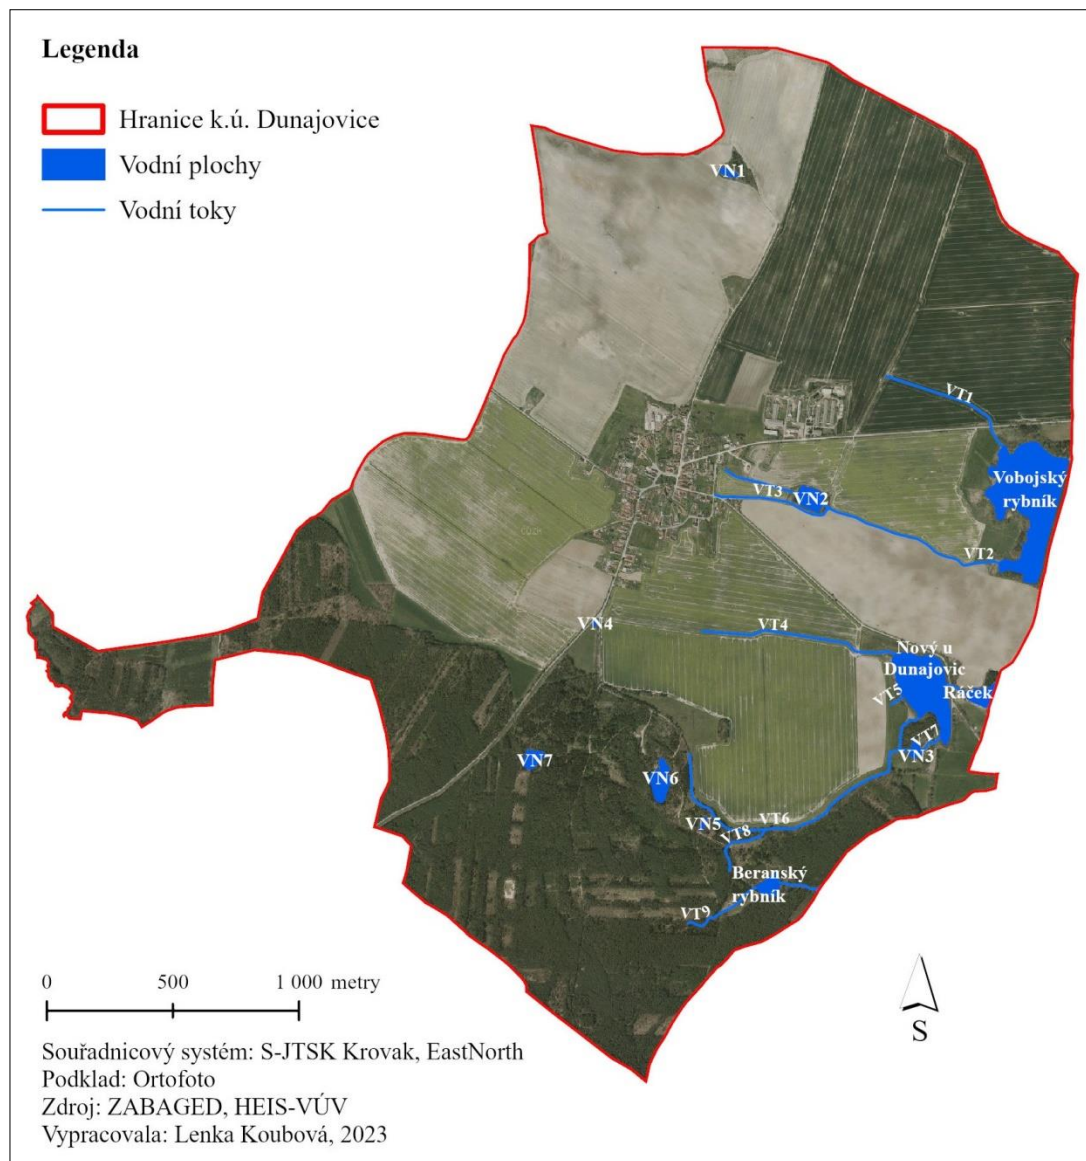 Legenda
Hranice k.ú. Dunajovice
Vodní plochy
Vodní toky
VN1
VT1
Vobojský
rybník
VT3
VN2
VT2
VN4
VT4
Nový u
Dunajovic
Ráček
VT5
VT7
VN3
VN7
VN6
VN5
VT6
VT8
Beranský
rybník
VT9
0 500 1 000 metry
S
Souřadnicový systém: S-JTSK Krovak, EastNorth
Podklad: Ortofoto
Zdroj: ZABAGED, HEIS-VÚV
Vypracovala: Lenka Koubová, 2023